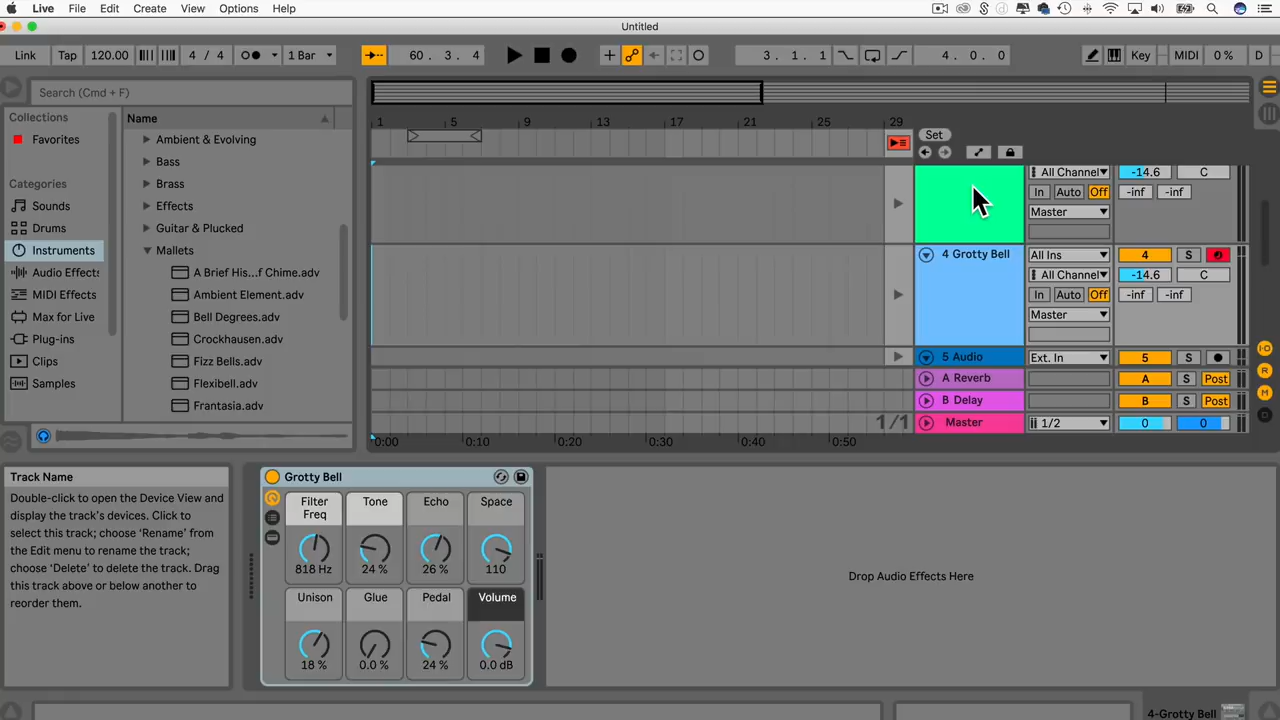 Live File Edit Create View Options Help
Untitled
Link Tap 120.00 4 / 4 1 Bar 60 . 3 . 4 3 . 1 . 1 4 . 0 . 0 Key MIDI 0 % D
Search (Cmd + F)
Collections
Favorites
Categories
Sounds
Drums
Instruments
Audio Effects
MIDI Effects
Max for Live
Plug-ins
Clips
Samples
Name
Ambient & Evolving
Bass
Brass
Effects
Guitar & Plucked
Mallets
A Brief His...f Chime.adv
Ambient Element.adv
Bell Degrees.adv
Crockhausen.adv
Fizz Bells.adv
Flexibell.adv
Frantasia.adv
1 5 9 13 17 21 25 29
Set
All Channel -14.6 C
In Auto Off -inf -inf
Master
4 Grotty Bell All Ins 4 S
All Channel -14.6 C
In Auto Off -inf -inf
Master
5 Audio Ext. In 5 S
A Reverb A S Post
B Delay B S Post
1/1 Master 1/2 0 0
0:00 0:10 0:20 0:30 0:40 0:50
I·O
R
M
Track Name
Double-click to open the Device View and
display the track's devices. Click to
select this track; choose 'Rename' from
the Edit menu to rename the track;
choose 'Delete' to delete the track. Drag
this track above or below another to
reorder them.
Grotty Bell
Filter Freq Tone Echo Space
818 Hz 24 % 26 % 110
Unison Glue Pedal Volume
18 % 0.0 % 24 % 0.0 dB
Drop Audio Effects Here
4-Grotty Bell